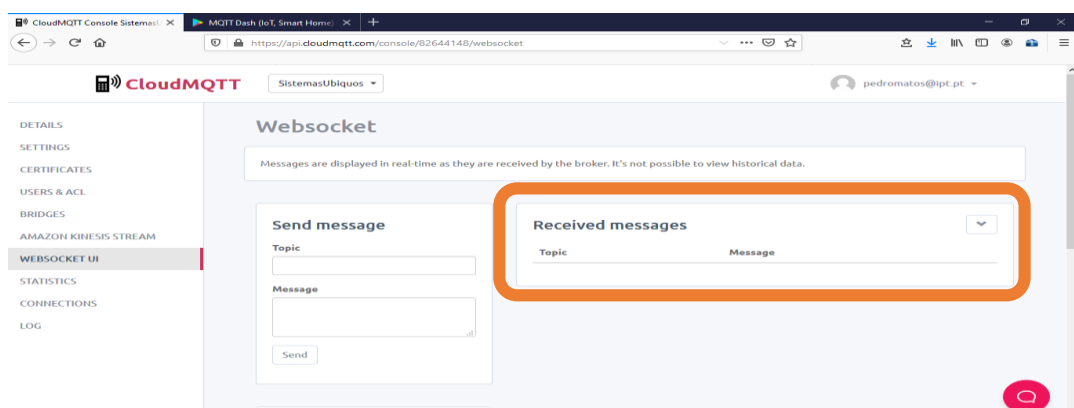 CloudMQTT Console SistemasU
MQTT Dash (IoT, Smart Home)
https://api.cloudmqtt.com/console/82644148/websocket
CloudMQTT
SistemasUbiquos
pedromatos@ipt.pt
DETAILS
SETTINGS
CERTIFICATES
USERS & ACL
BRIDGES
AMAZON KINESIS STREAM
WEBSOCKET UI
STATISTICS
CONNECTIONS
LOG
Websocket
Messages are displayed in real-time as they are received by the broker. It's not possible to view historical data.
Send message
Topic
Message
Send
Received messages
Topic Message